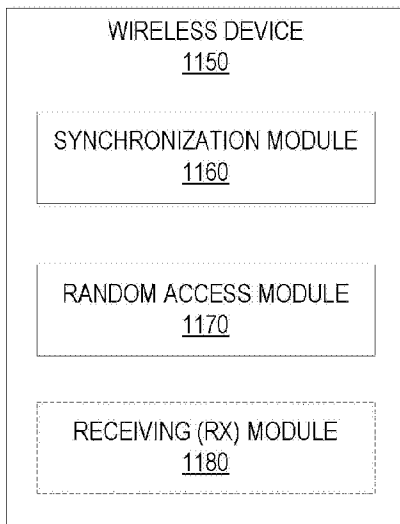 WIRELESS DEVICE
1150
SYNCHRONIZATION MODULE
1160
RANDOM ACCESS MODULE
1170
RECEIVING (RX) MODULE
1180